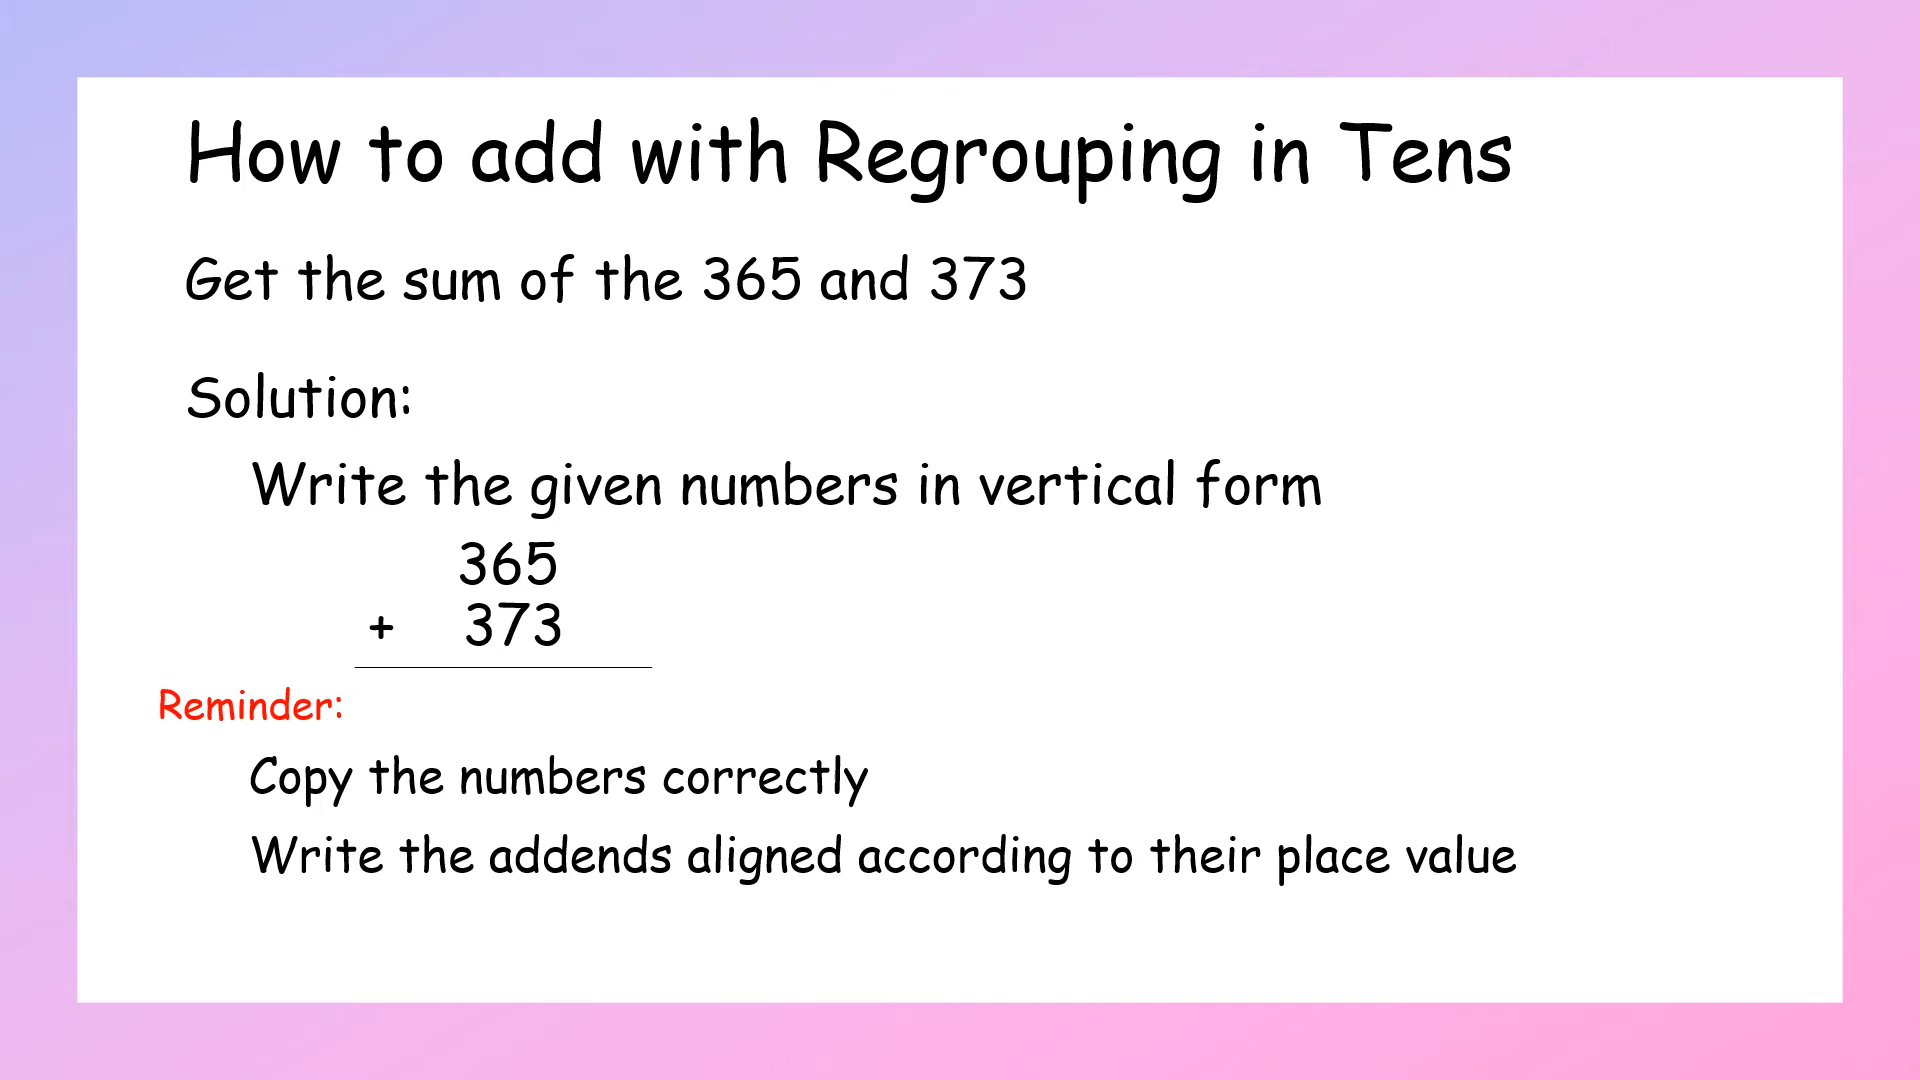 How to add with Regrouping in Tens
Get the sum of the 365 and 373
Solution:
Write the given numbers in vertical form
365
+ 373
Reminder:
Copy the numbers correctly
Write the addends aligned according to their place value